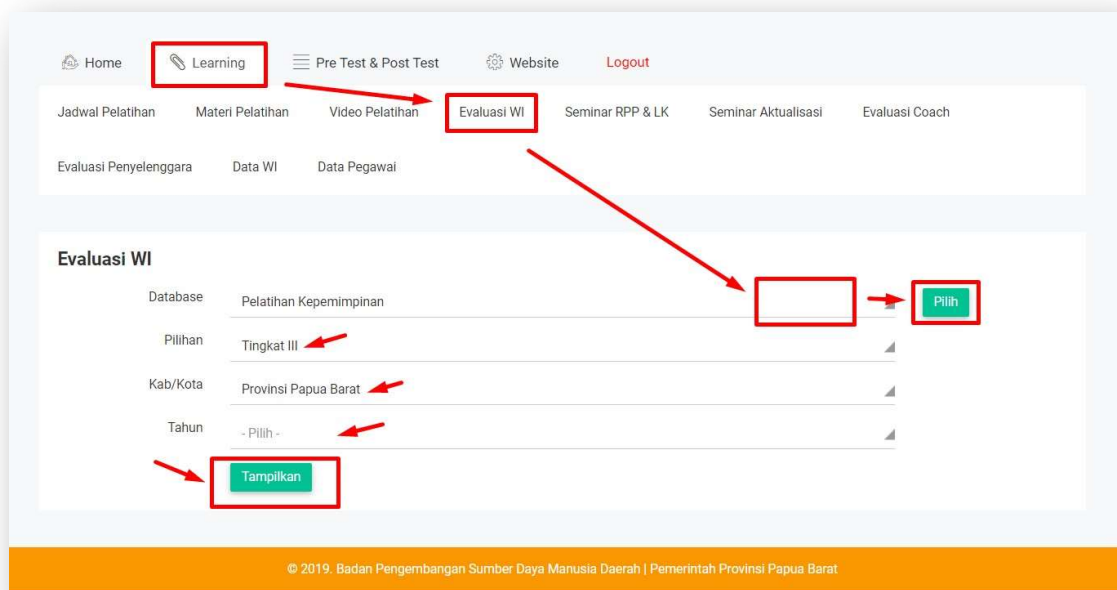 Home Learning Pre Test & Post Test Website Logout
Jadwal Pelatihan Materi Pelatihan Video Pelatihan Evaluasi WI Seminar RPP & LK Seminar Aktualisasi Evaluasi Coach
Evaluasi Penyelenggara Data WI Data Pegawai
Evaluasi WI
Database Pelatihan Kepemimpinan Pilih
Pilihan Tingkat III
Kab/Kota Provinsi Papua Barat
Tahun - Pilih -
Tampilkan
© 2019. Badan Pengembangan Sumber Daya Manusia Daerah | Pemerintah Provinsi Papua Barat